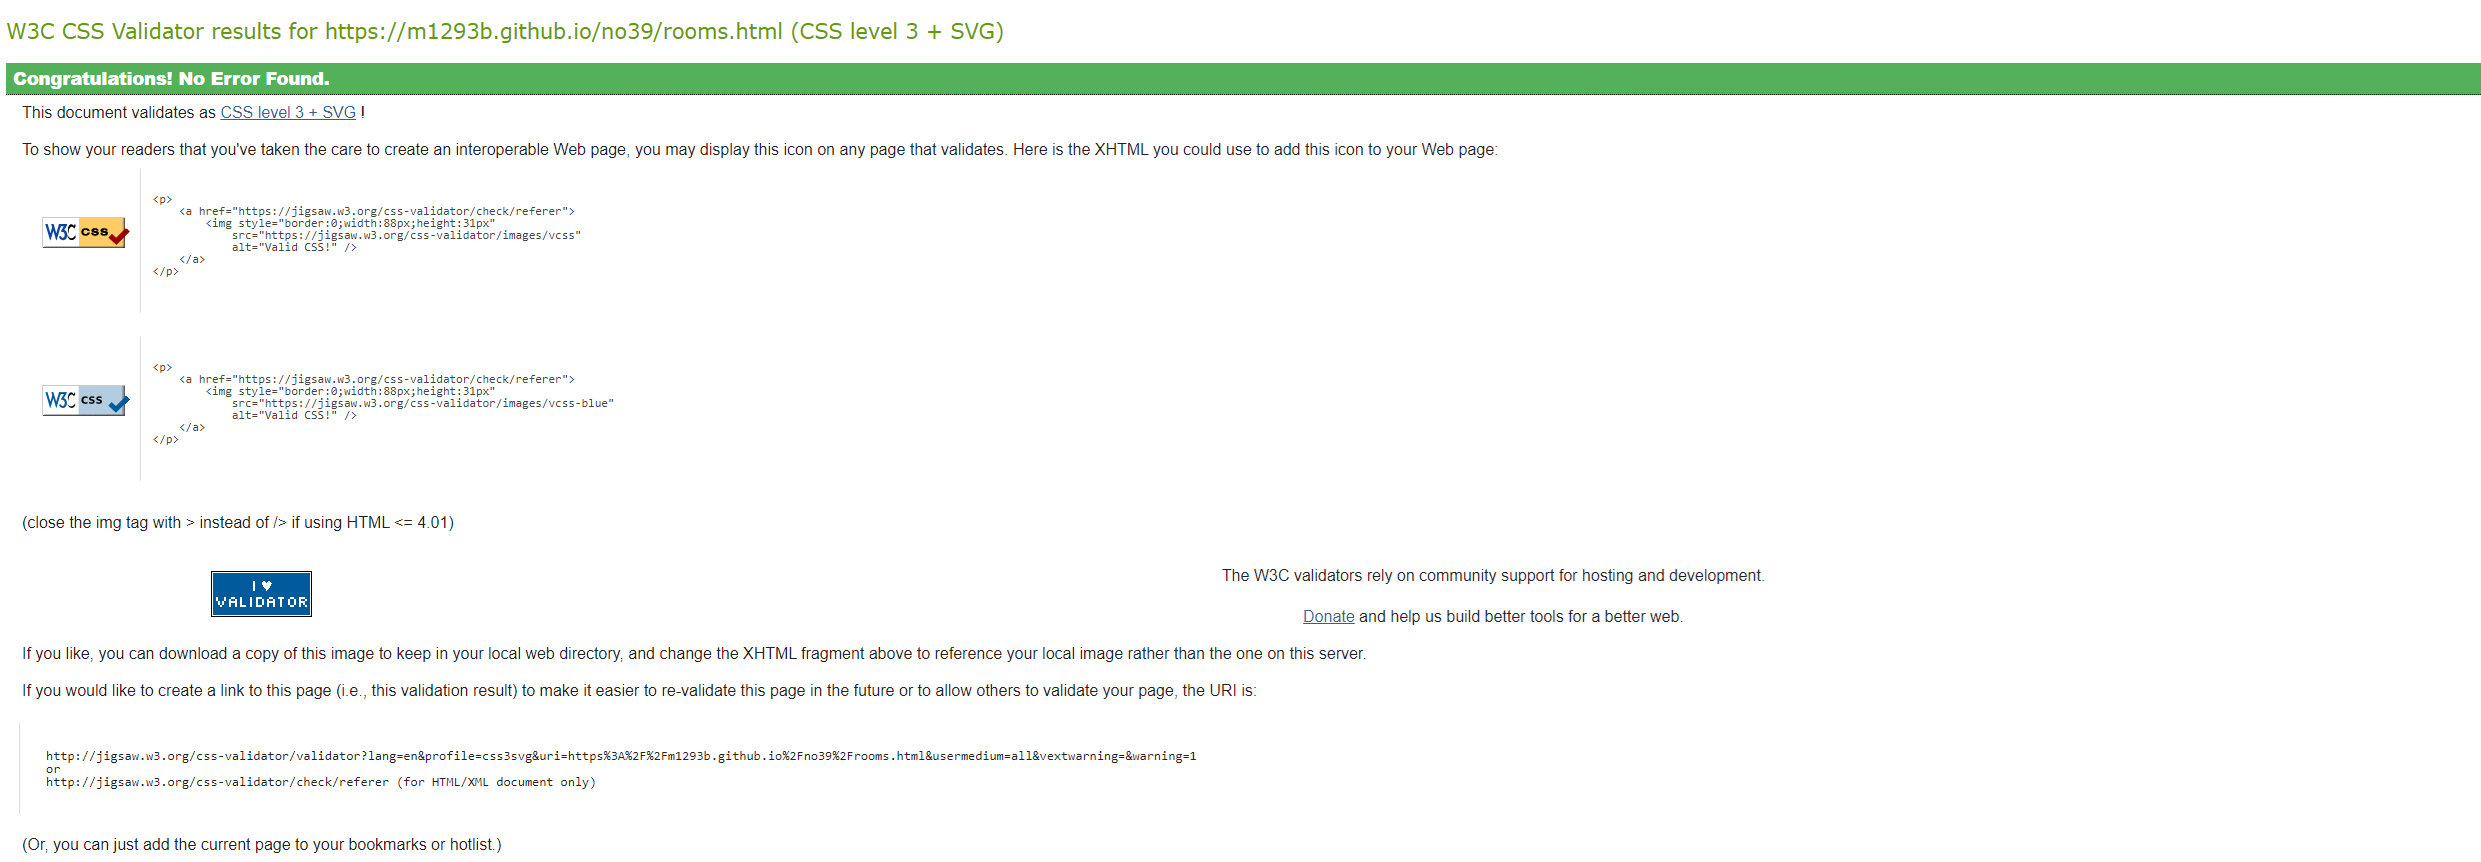 W3C CSS Validator results for https://m1293b.github.io/no39/rooms.html (CSS level 3 + SVG)
Congratulations! No Error Found.
This document validates as CSS level 3 + SVG !
To show your readers that you've taken the care to create an interoperable Web page, you may display this icon on any page that validates. Here is the XHTML you could use to add this icon to your Web page:
<p>
<a href="https://jigsaw.w3.org/css-validator/check/referer">
<img style="border:0;width:88px;height:31px"
W3C css
src="https://jigsaw.w3.org/css-validator/images/vcss"
alt="Valid CSS!" />
</a>
</p>
<p>
<a href="https://jigsaw.w3.org/css-validator/check/referer">
<img style="border:0;width:88px;height:31px"
W3C css
src="https://jigsaw.w3.org/css-validator/images/vcss-blue"
alt="Valid CSS!" />
</a>
</p>
(close the img tag with > instead of /> if using HTML <= 4.01)
I ♥
VALIDATOR
The W3C validators rely on community support for hosting and development.
Donate and help us build better tools for a better web.
If you like, you can download a copy of this image to keep in your local web directory, and change the XHTML fragment above to reference your local image rather than the one on this server.
If you would like to create a link to this page (i.e., this validation result) to make it easier to re-validate this page in the future or to allow others to validate your page, the URI is:
http://jigsaw.w3.org/css-validator/validator?lang=en&profile=css3svg&uri=https%3A%2F%2Fm1293b.github.io%2Fno39%2Frooms.html&usermedium=all&vextwarning=&warning=1
or
http://jigsaw.w3.org/css-validator/check/referer (for HTML/XML document only)
(Or, you can just add the current page to your bookmarks or hotlist.)